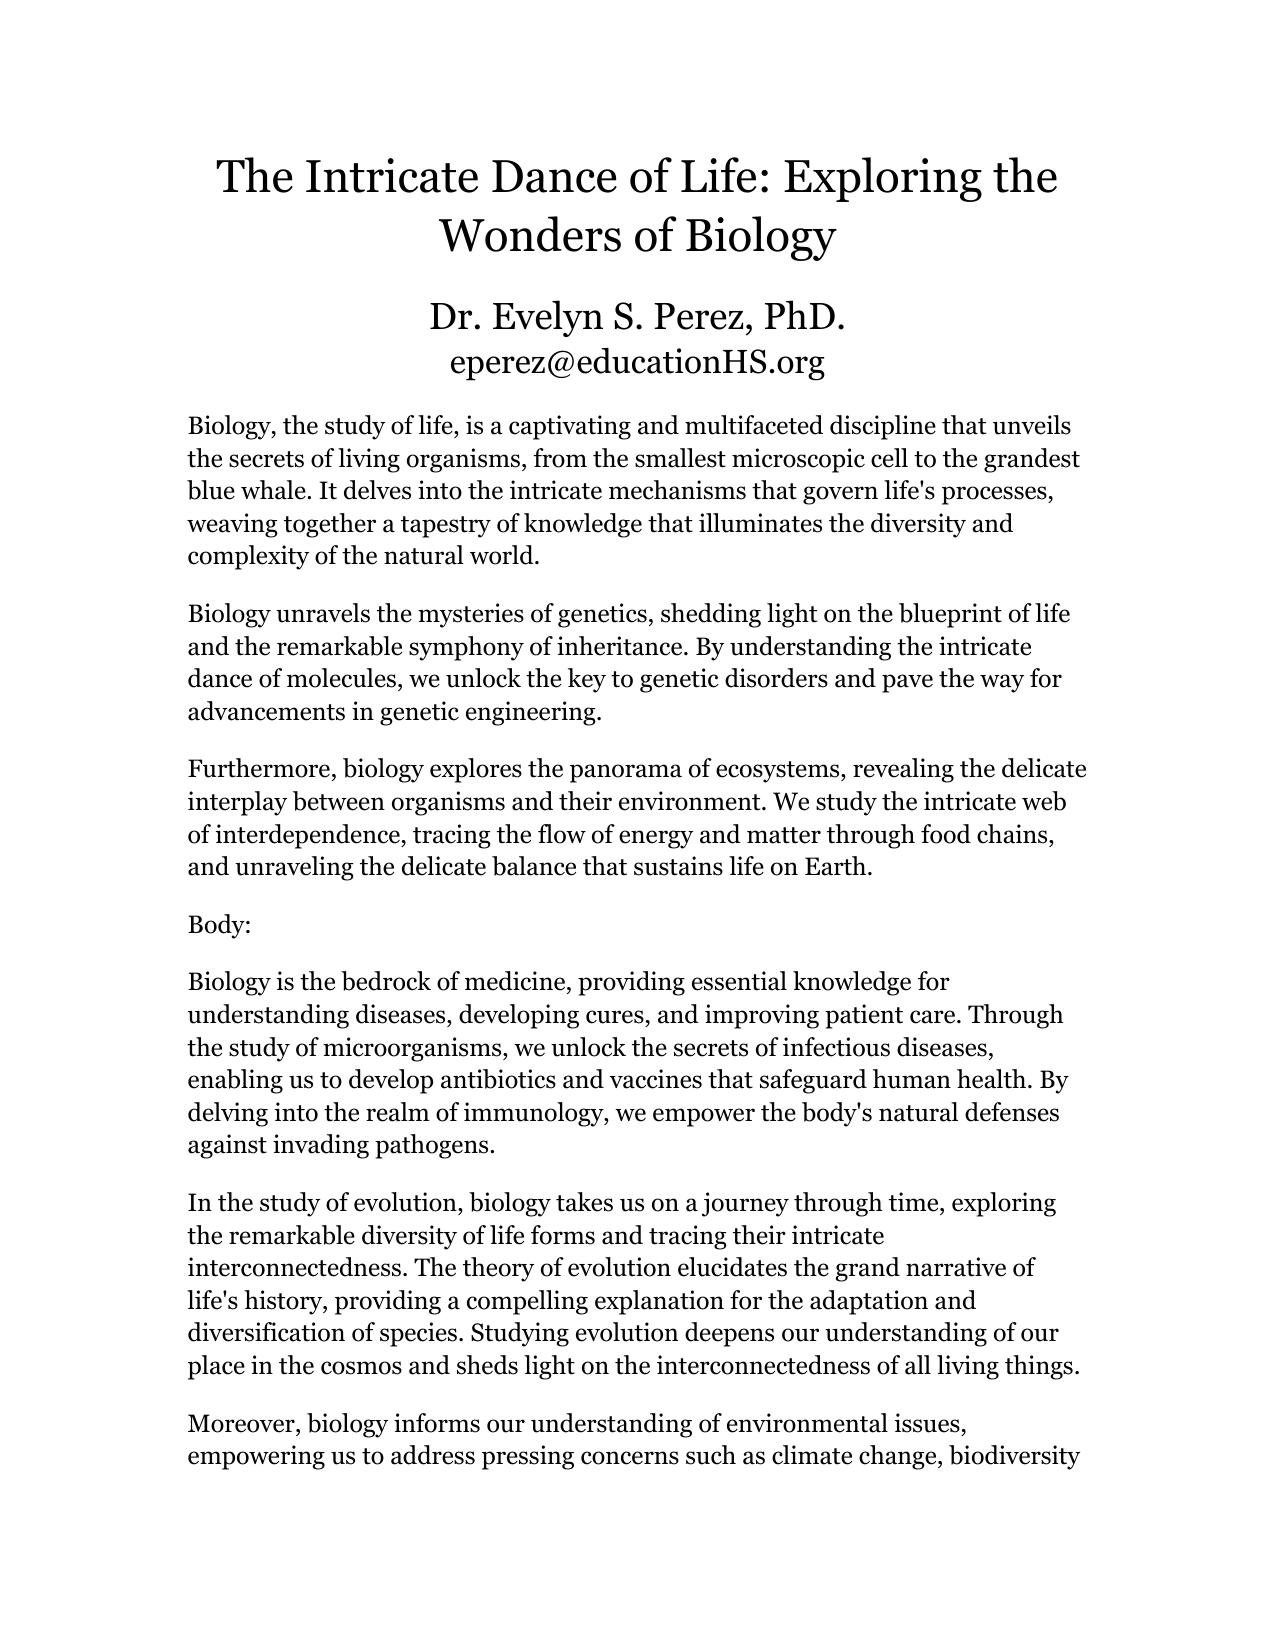 The Intricate Dance of Life: Exploring the
Wonders of Biology
Dr. Evelyn S. Perez, PhD.
eperez@educationHS.org
Biology, the study of life, is a captivating and multifaceted discipline that unveils
the secrets of living organisms, from the smallest microscopic cell to the grandest
blue whale. It delves into the intricate mechanisms that govern life's processes,
weaving together a tapestry of knowledge that illuminates the diversity and
complexity of the natural world.
Biology unravels the mysteries of genetics, shedding light on the blueprint of life
and the remarkable symphony of inheritance. By understanding the intricate
dance of molecules, we unlock the key to genetic disorders and pave the way for
advancements in genetic engineering.
Furthermore, biology explores the panorama of ecosystems, revealing the delicate
interplay between organisms and their environment. We study the intricate web
of interdependence, tracing the flow of energy and matter through food chains,
and unraveling the delicate balance that sustains life on Earth.
Body:
Biology is the bedrock of medicine, providing essential knowledge for
understanding diseases, developing cures, and improving patient care. Through
the study of microorganisms, we unlock the secrets of infectious diseases,
enabling us to develop antibiotics and vaccines that safeguard human health. By
delving into the realm of immunology, we empower the body's natural defenses
against invading pathogens.
In the study of evolution, biology takes us on a journey through time, exploring
the remarkable diversity of life forms and tracing their intricate
interconnectedness. The theory of evolution elucidates the grand narrative of
life's history, providing a compelling explanation for the adaptation and
diversification of species. Studying evolution deepens our understanding of our
place in the cosmos and sheds light on the interconnectedness of all living things.
Moreover, biology informs our understanding of environmental issues,
empowering us to address pressing concerns such as climate change, biodiversity